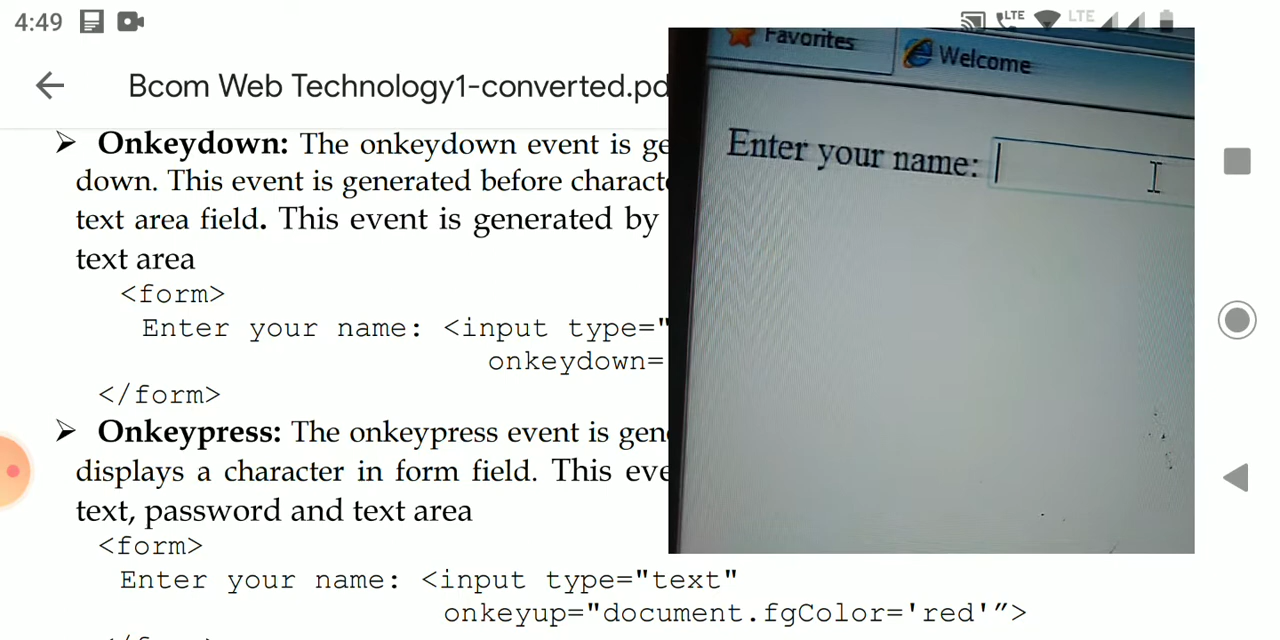 4:49
LTE
LTE
Bcom Web Technology1-converted.pd
Favorites
Welcome
Enter your name:
➢ Onkeydown: The onkeydown event is ge
down. This event is generated before charact
text area field. This event is generated by
text area
<form>
Enter your name: <input type="
onkeydown=
</form>
➢ Onkeypress: The onkeypress event is gen
displays a character in form field. This eve
text, password and text area
<form>
Enter your name: <input type="text"
onkeyup="document.fgColor='red'”>